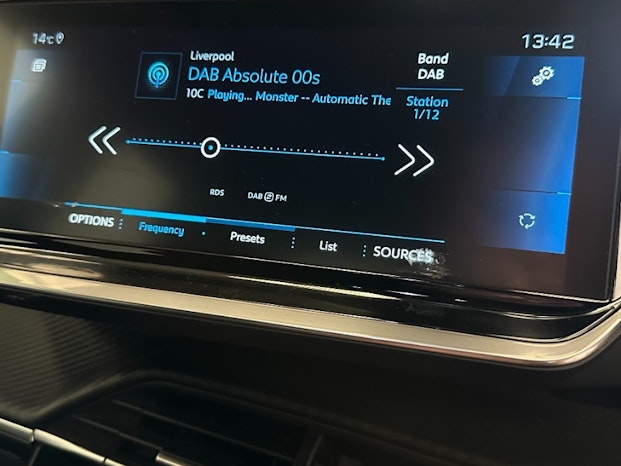 14°C
13:42
Liverpool
DAB Absolute 00s
10C Playing... Monster -- Automatic The
Band
DAB
Station
1/12
RDS DAB FM
OPTIONS Frequency Presets List SOURCES